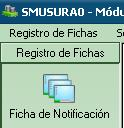 SMUSURA0 - Módu
Registro de Fichas
Registro de Fichas
Ficha de Notificación